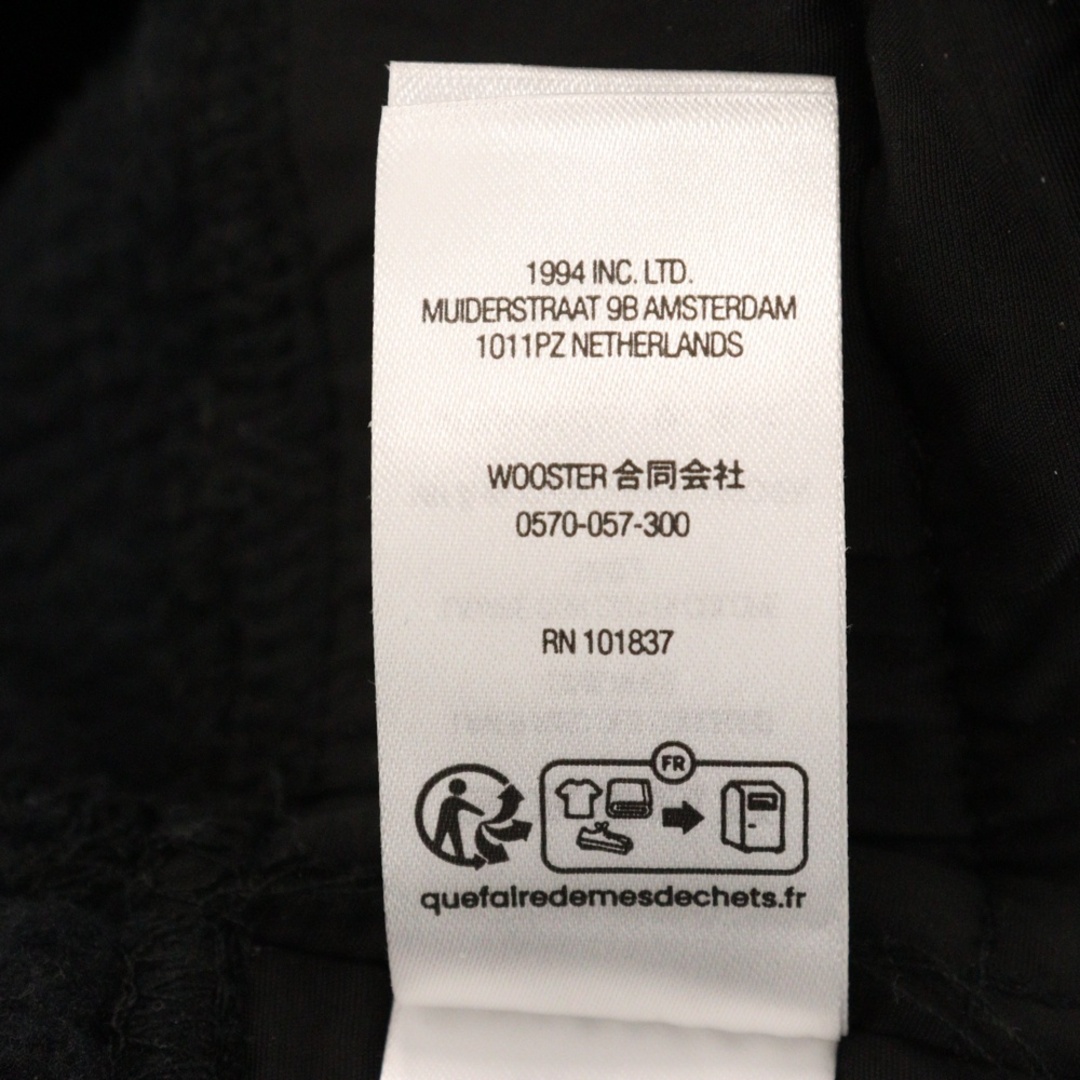 1994 INC. LTD.
MUIDERSTRAAT 9B AMSTERDAM
1011PZ NETHERLANDS
WOOSTER 合同会社
0570-057-300
RN 101837
FR
quefairedemesdechets.fr